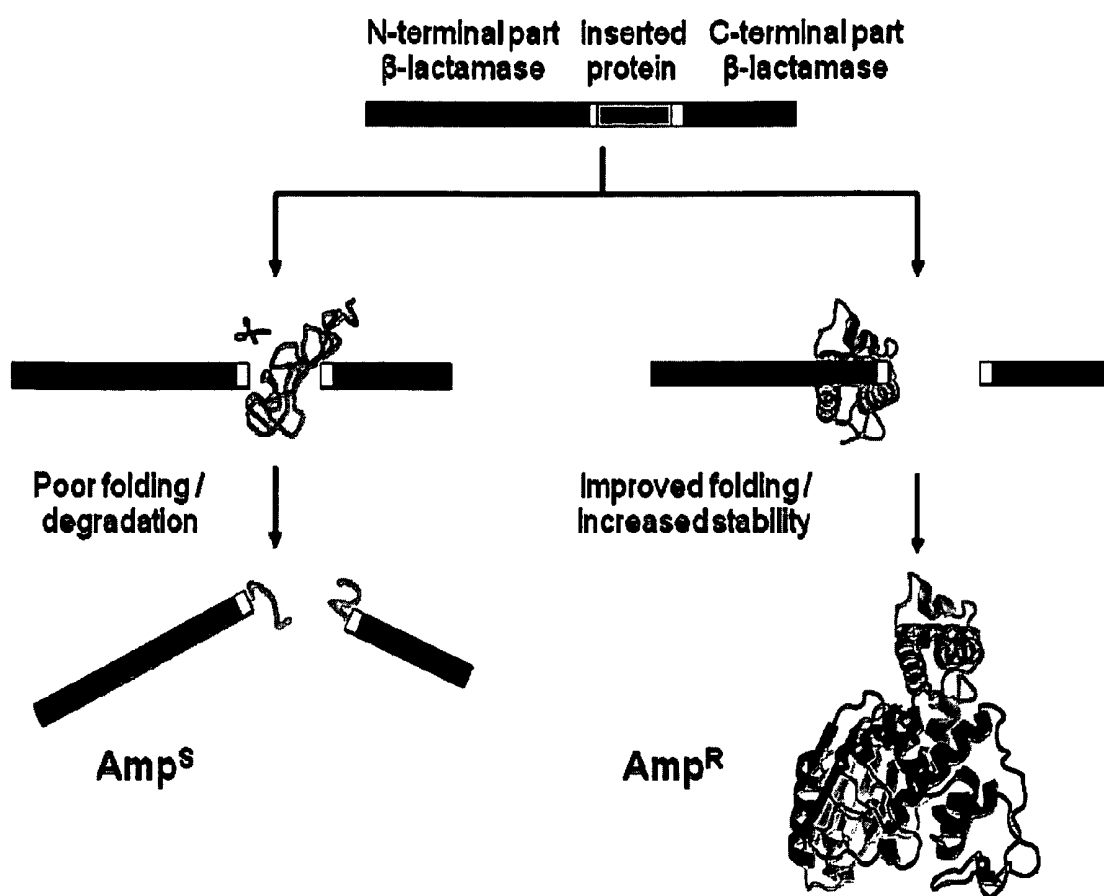 N-terminal part
β-lactamase
Inserted
protein
C-terminal part
β-lactamase
Poor folding /
degradation
Improved folding /
Increased stability
Amp^S
Amp^R